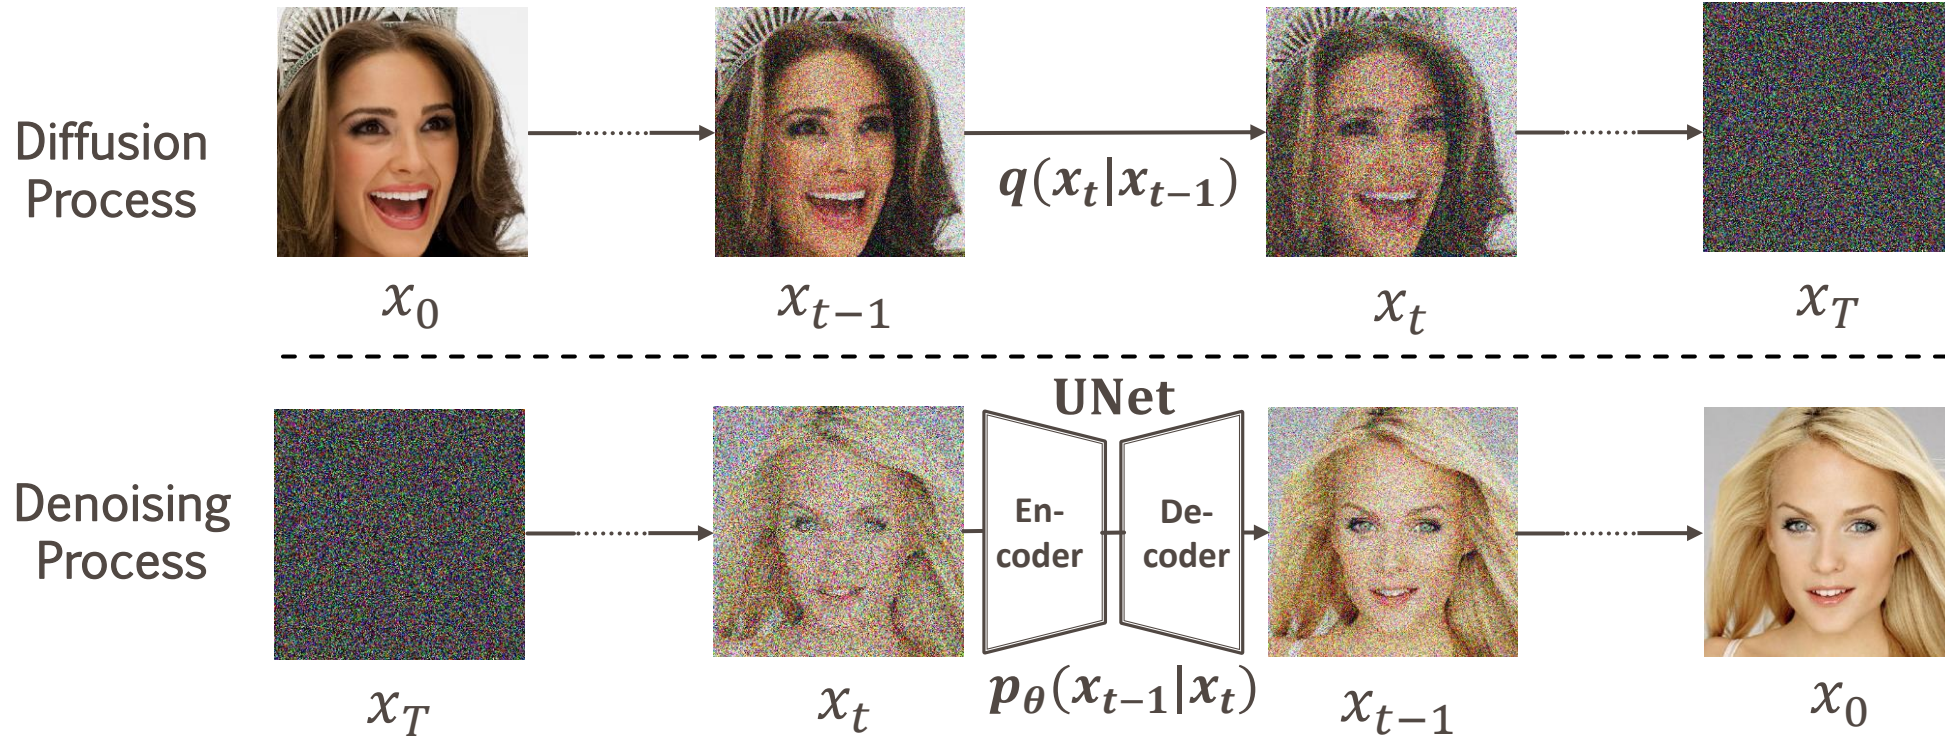 Diffusion
Process
q(x_t|x_{t−1})
x_0
x_{t−1}
x_t
x_T
UNet
Denoising
Process
En-
coder
De-
coder
p_θ(x_{t−1}|x_t)
x_T
x_t
x_{t−1}
x_0